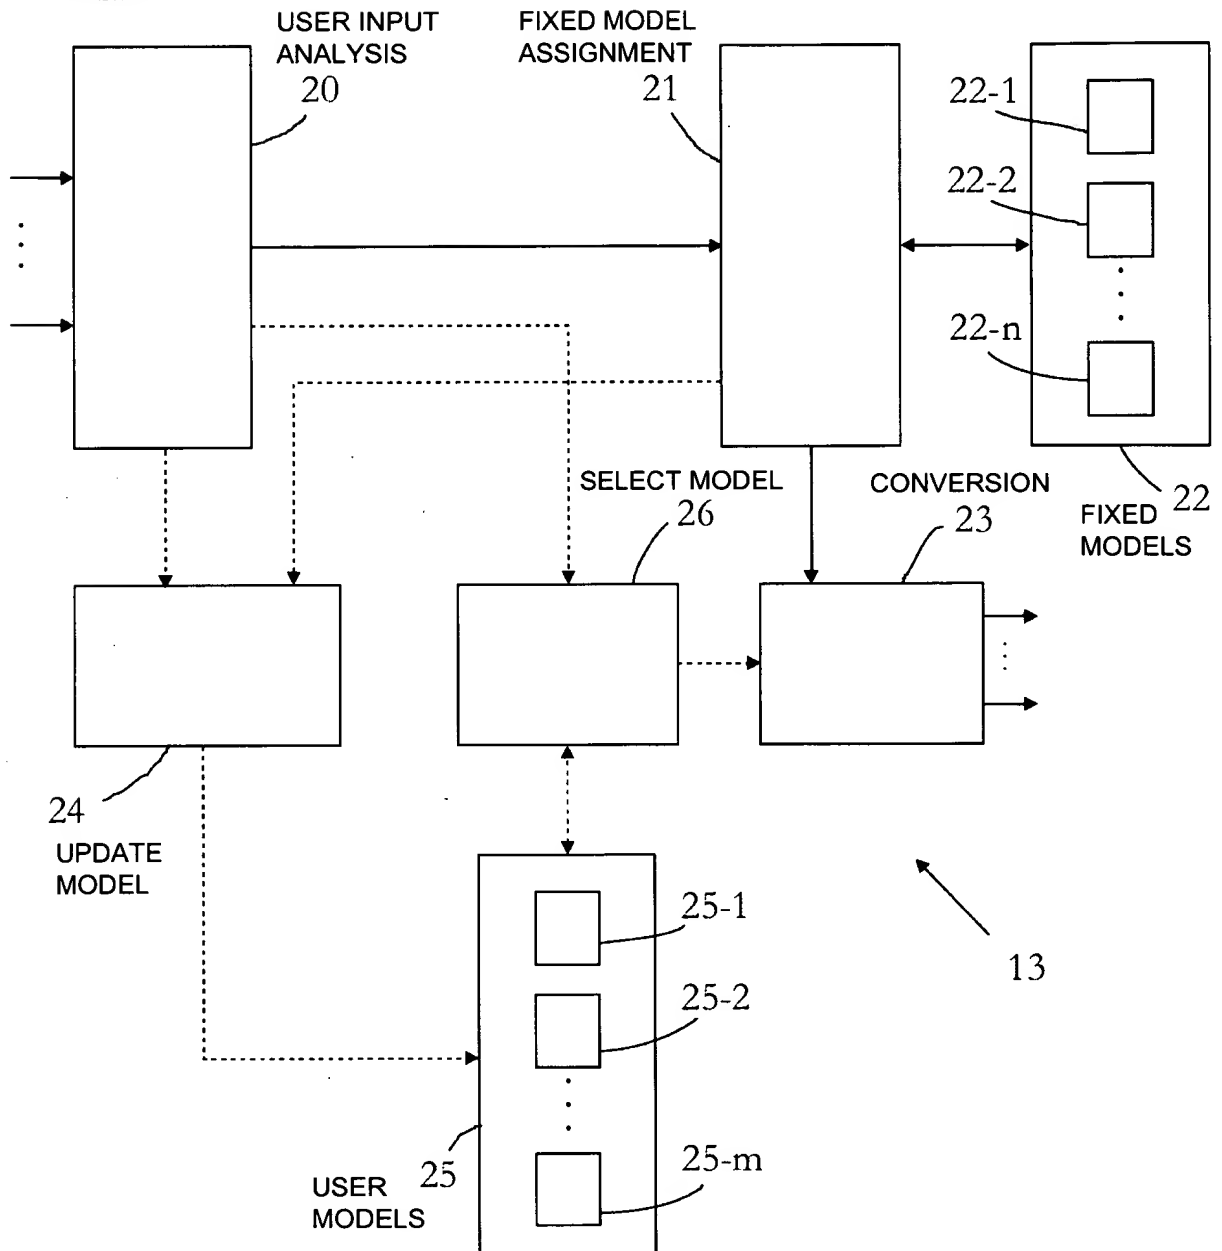 USER INPUT
ANALYSIS
20
FIXED MODEL
ASSIGNMENT
21
22-1
22-2
22-n
SELECT MODEL
26
CONVERSION
23
22
FIXED
MODELS
24
UPDATE
MODEL
25-1
25-2
25-m
13
25
USER
MODELS